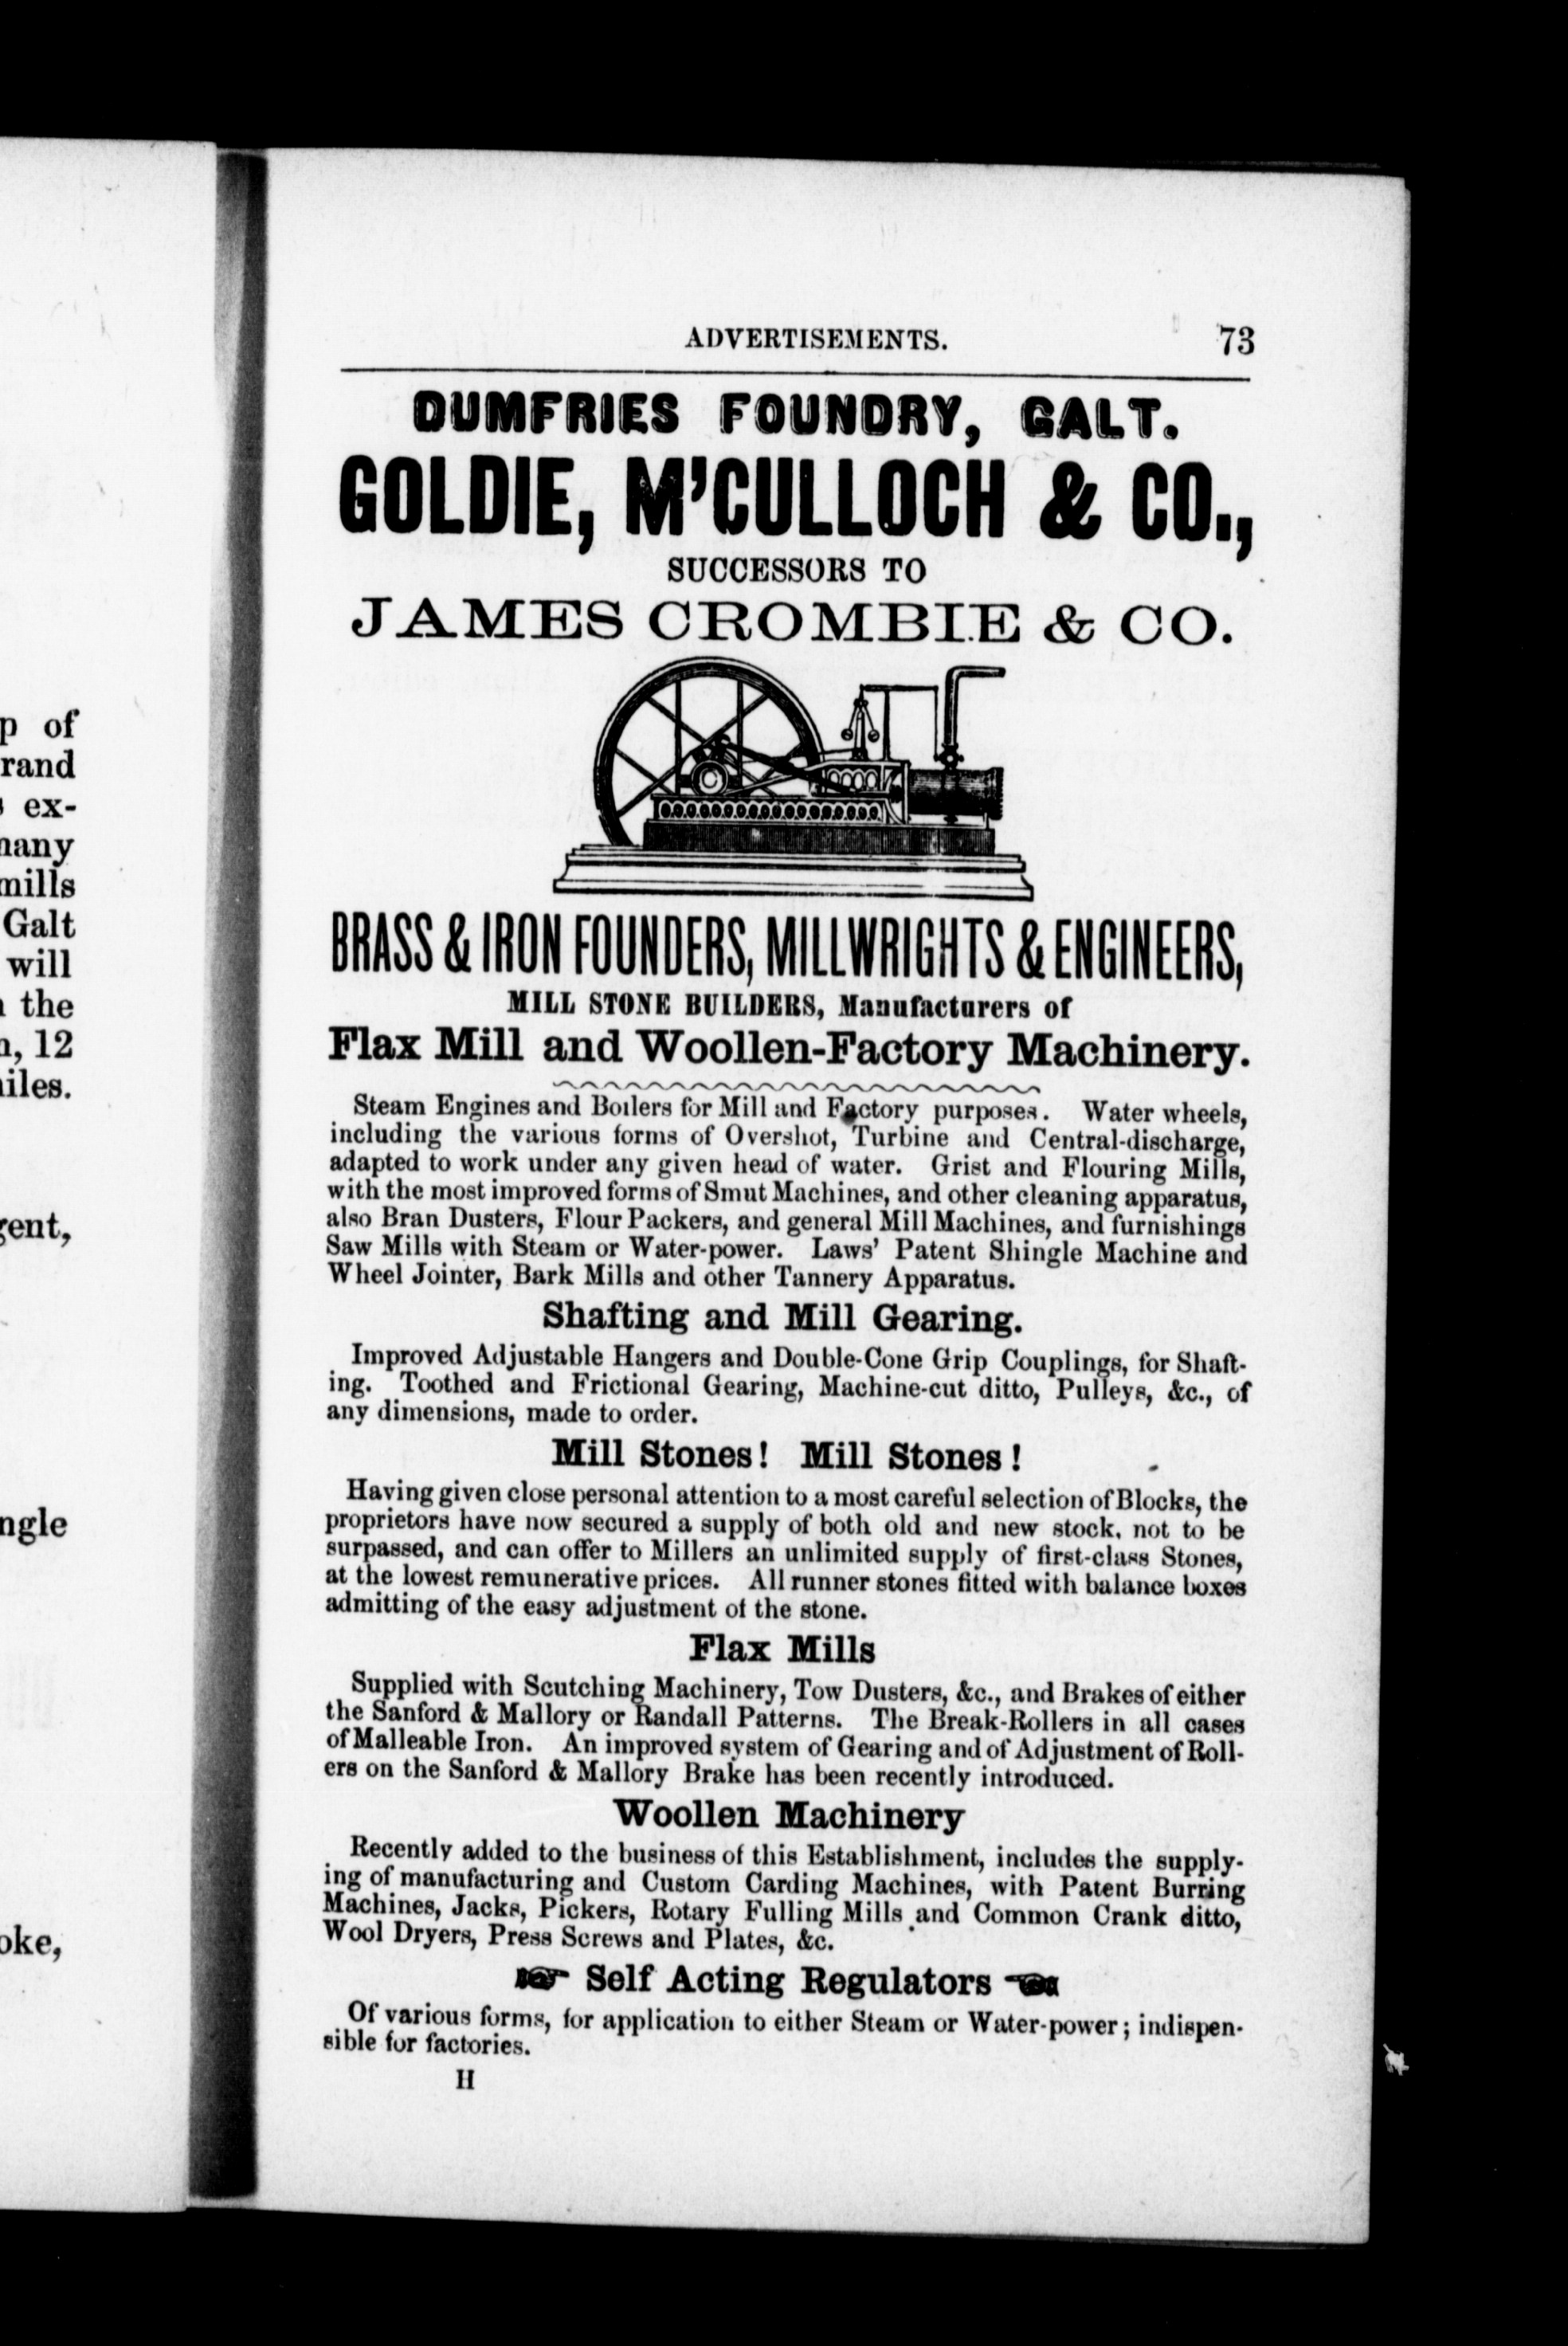 p of
rand
ex-
many
mills
Galt
will
the
12
iles.
gent,
ngle
oke,
ADVERTISEMENTS. 73
DUMFRIES FOUNDRY, GALT.
GOLDIE, M'CULLOCH & CO.,
SUCCESSORS TO
JAMES CROMBIE & CO.
BRASS & IRON FOUNDERS, MILLWRIGHTS & ENGINEERS,
MILL STONE BUILDERS, Manufacturers of
Flax Mill and Woollen-Factory Machinery.
Steam Engines and Boilers for Mill and Factory purposes. Water wheels,
including the various forms of Overshot, Turbine and Central-discharge,
adapted to work under any given head of water. Grist and Flouring Mills,
with the most improved forms of Smut Machines, and other cleaning apparatus,
also Bran Dusters, Flour Packers, and general Mill Machines, and furnishings
Saw Mills with Steam or Water-power. Laws' Patent Shingle Machine and
Wheel Jointer, Bark Mills and other Tannery Apparatus.
Shafting and Mill Gearing.
Improved Adjustable Hangers and Double-Cone Grip Couplings, for Shaft-
ing. Toothed and Frictional Gearing, Machine-cut ditto, Pulleys, &c., of
any dimensions, made to order.
Mill Stones! Mill Stones!
Having given close personal attention to a most careful selection of Blocks, the
proprietors have now secured a supply of both old and new stock, not to be
surpassed, and can offer to Millers an unlimited supply of first-class Stones,
at the lowest remunerative prices. All runner stones fitted with balance boxes
admitting of the easy adjustment of the stone.
Flax Mills
Supplied with Scutching Machinery, Tow Dusters, &c., and Brakes of either
the Sanford & Mallory or Randall Patterns. The Break-Rollers in all cases
of Malleable Iron. An improved system of Gearing and of Adjustment of Roll-
ers on the Sanford & Mallory Brake has been recently introduced.
Woollen Machinery
Recently added to the business of this Establishment, includes the supply-
ing of manufacturing and Custom Carding Machines, with Patent Burring
Machines, Jacks, Pickers, Rotary Fulling Mills and Common Crank ditto,
Wool Dryers, Press Screws and Plates, &c.
☞ Self Acting Regulators ☜
Of various forms, for application to either Steam or Water-power; indispen-
sible for factories.
H